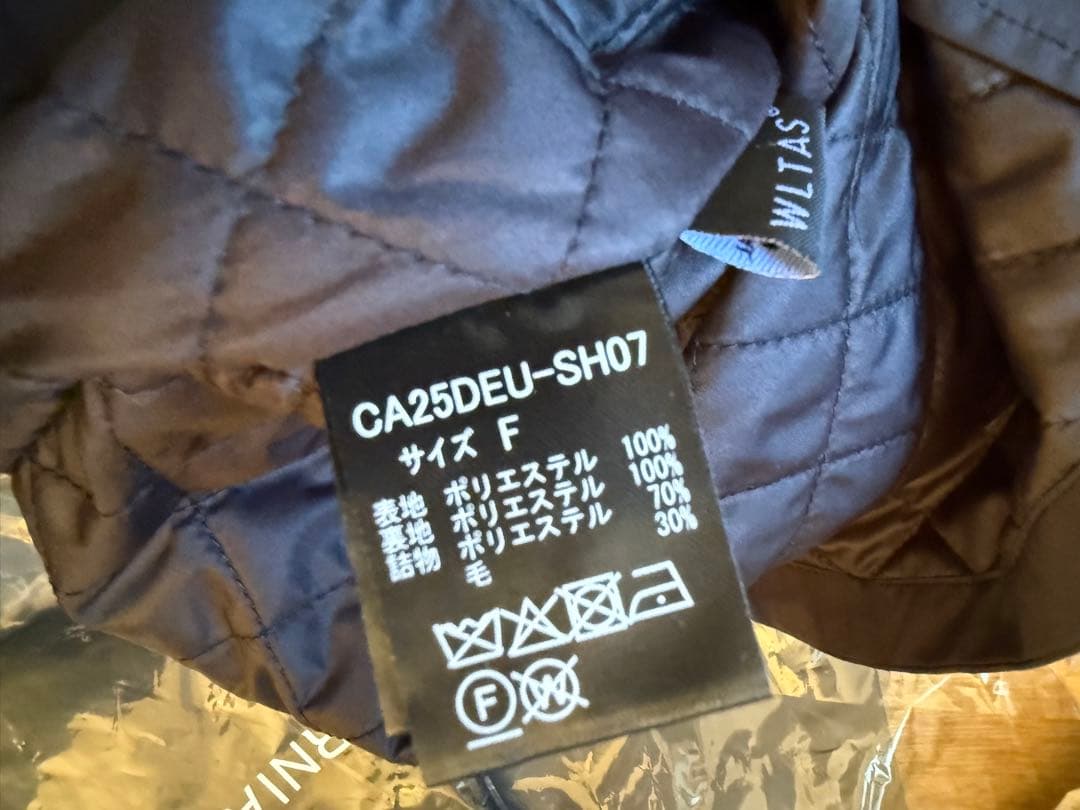 WLTAS
CA25DEU-SH07
サイズ F
表地 ポリエステル 100%
裏地 ポリエステル 100%
詰物 ポリエステル 70%
毛 30%
F
W
RNIA